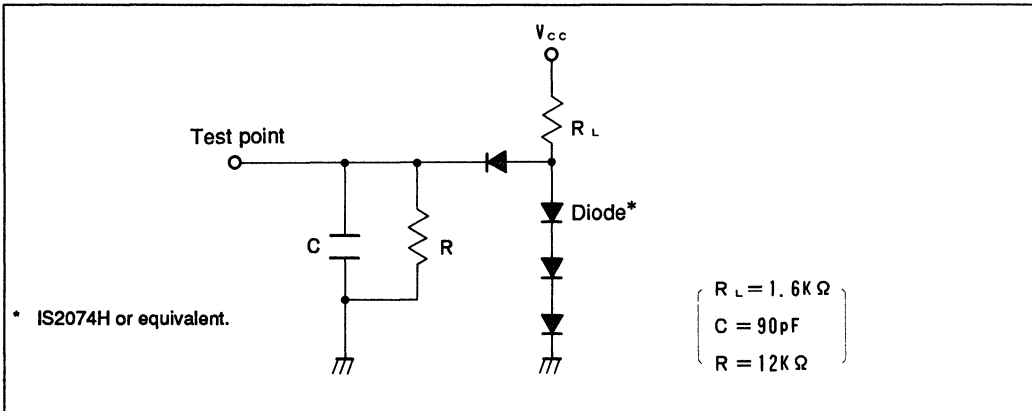 Vcc
RL
Test point
Diode*
C
R
* IS2074H or equivalent.
RL=1.6KΩ
C=90pF
R=12KΩ